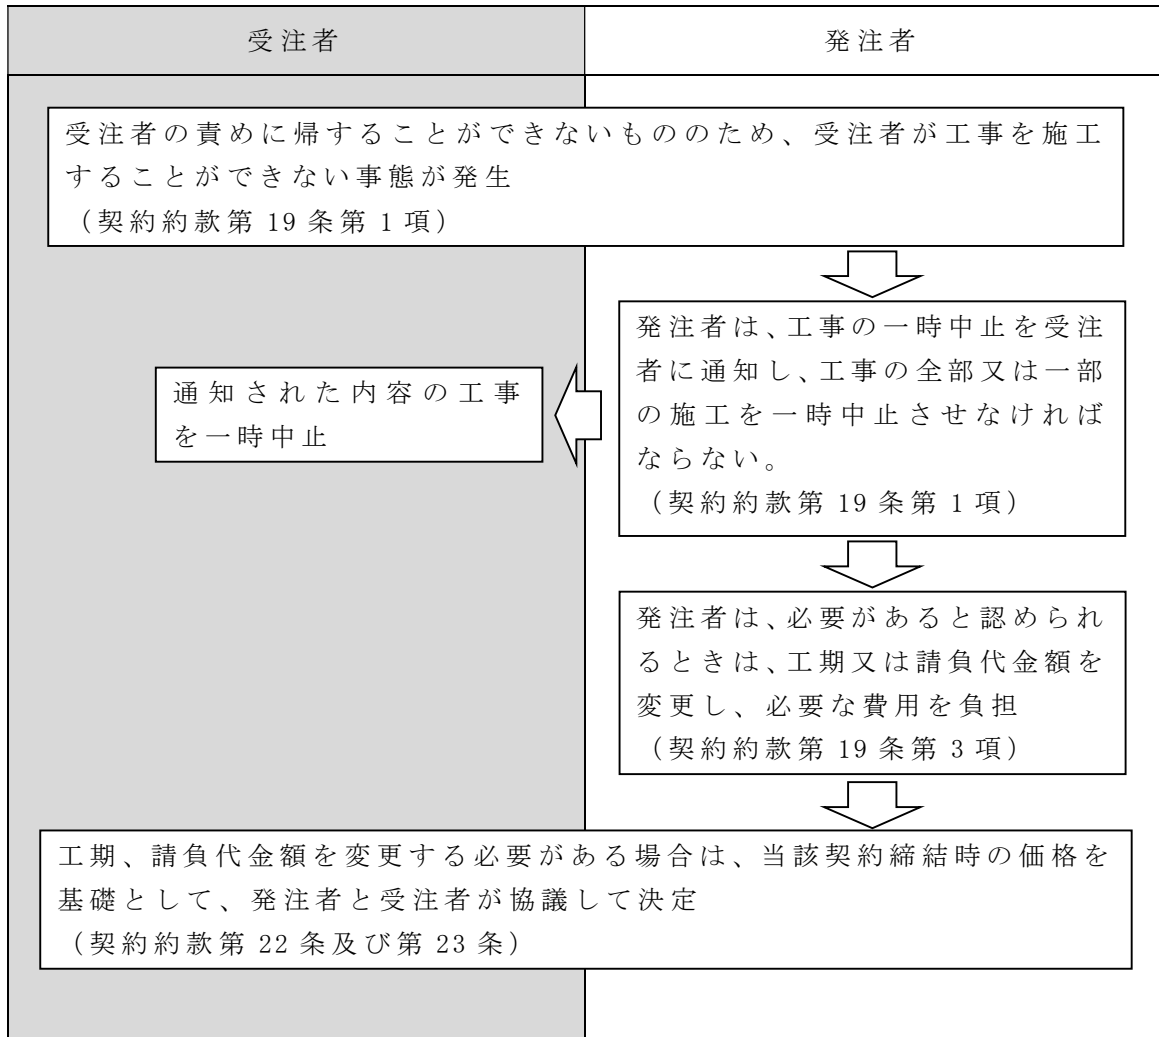 受注者
発注者
受注者の責めに帰することができないもののため、受注者が工事を施工
することができない事態が発生
（契約約款第 19 条第 1 項）
発注者は、工事の一時中止を受注
者に通知し、工事の全部又は一部
の施工を一時中止させなければ
ならない。
（契約約款第 19 条第 1 項）
通知された内容の工事
を一時中止
発注者は、必要があると認められ
るときは、工期又は請負代金額を
変更し、必要な費用を負担
（契約約款第 19 条第 3 項）
工期、請負代金額を変更する必要がある場合は、当該契約締結時の価格を
基礎として、発注者と受注者が協議して決定
（契約約款第 22 条及び第 23 条）